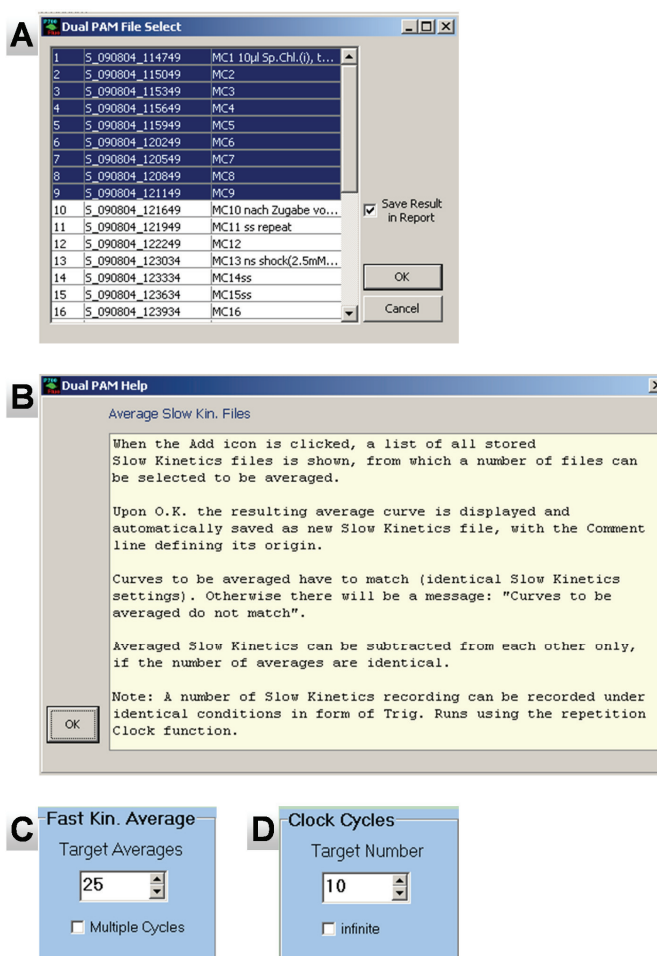 A
Dual PAM File Select
1 S_090804_114749 MC1 10µl Sp.Chl.(i), t...
2 S_090804_115049 MC2
3 S_090804_115349 MC3
4 S_090804_115649 MC4
5 S_090804_115949 MC5
6 S_090804_120249 MC6
7 S_090804_120549 MC7
8 S_090804_120849 MC8
9 S_090804_121149 MC9
10 S_090804_121649 MC10 nach Zugabe vo...
11 S_090804_121949 MC11 ss repeat
12 S_090804_122249 MC12
13 S_090804_123034 MC13 ns shock(2.5mM...
14 S_090804_123334 MC14ss
15 S_090804_123634 MC15ss
16 S_090804_123934 MC16
Save Result
in Report
OK
Cancel
B
Dual PAM Help
Average Slow Kin. Files
When the Add icon is clicked, a list of all stored
Slow Kinetics files is shown, from which a number of files can
be selected to be averaged.
Upon O.K. the resulting average curve is displayed and
automatically saved as new Slow Kinetics file, with the Comment
line defining its origin.
Curves to be averaged have to match (identical Slow Kinetics
settings). Otherwise there will be a message: "Curves to be
averaged do not match".
Averaged Slow Kinetics can be subtracted from each other only,
if the number of averages are identical.
Note: A number of Slow Kinetics recording can be recorded under
identical conditions in form of Trig. Runs using the repetition
Clock function.
OK
C
Fast Kin. Average
Target Averages
25
Multiple Cycles
D
Clock Cycles
Target Number
10
infinite